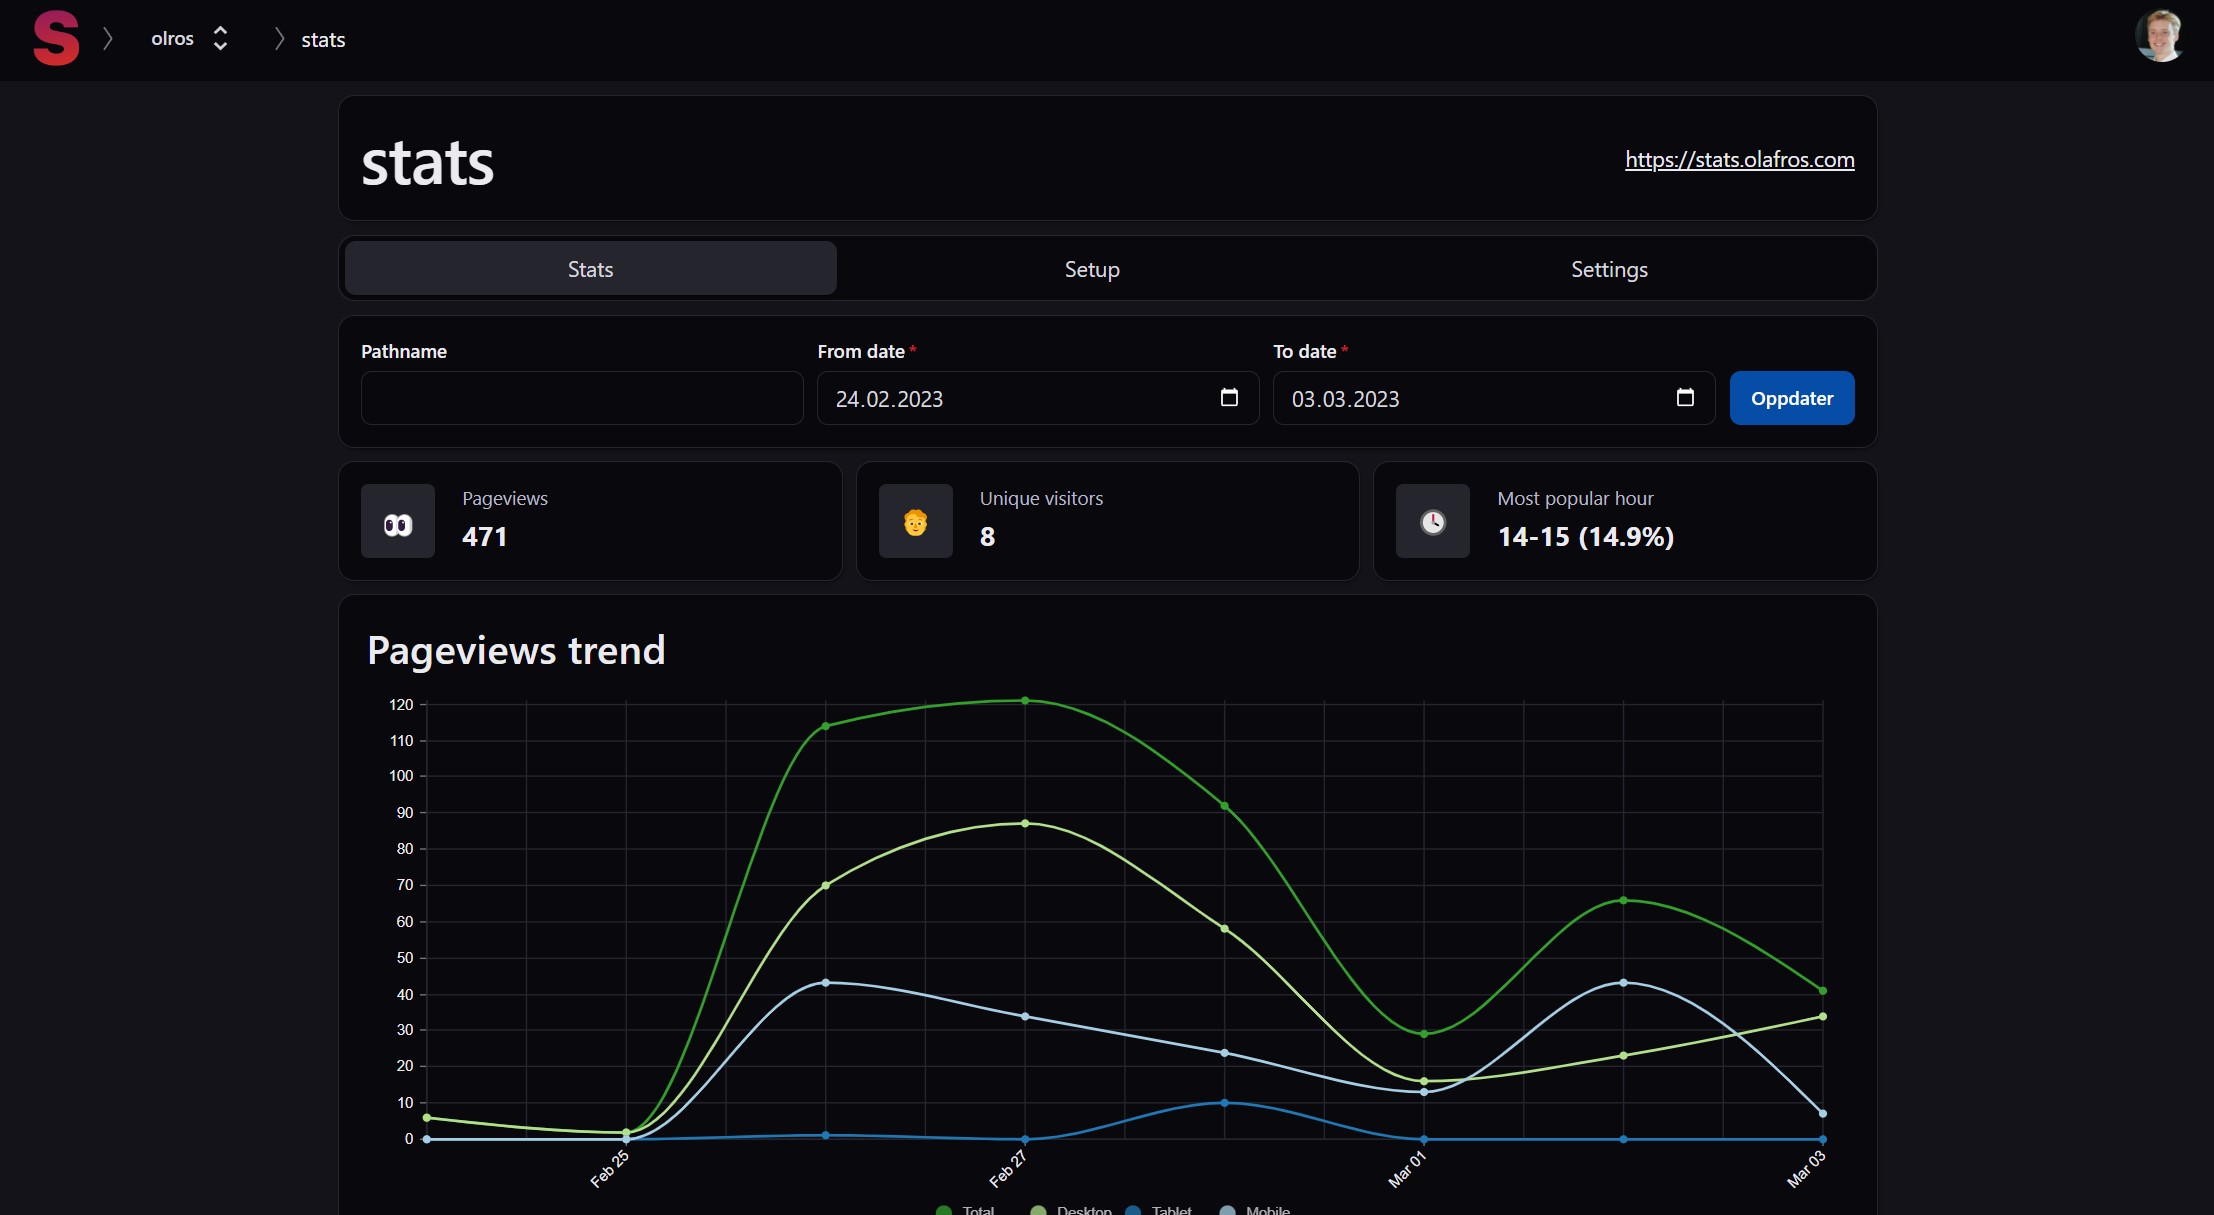 S olros stats
stats
https://stats.olafros.com
Stats Setup Settings
Pathname From date * To date *
24.02.2023 03.03.2023 Oppdater
Pageviews
471
Unique visitors
8
Most popular hour
14-15 (14.9%)
Pageviews trend
120
110
100
90
80
70
60
50
40
30
20
10
0
Feb 25 Feb 27 Mar 01 Mar 03
Total Desktop Tablet Mobile